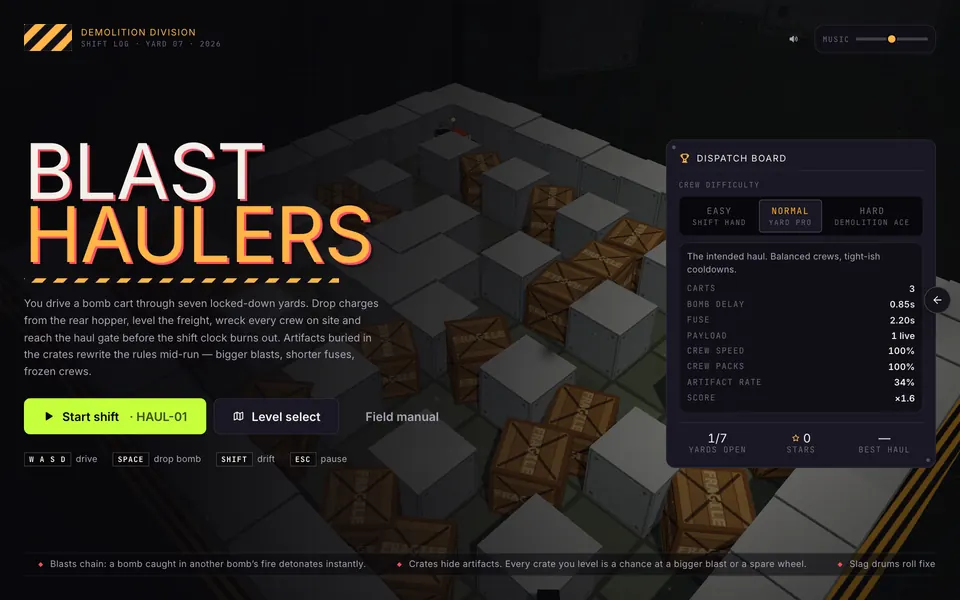 DEMOLITION DIVISION
SHIFT LOG · YARD 07 · 2026
MUSIC
BLAST
HAULERS
You drive a bomb cart through seven locked-down yards. Drop charges
from the rear hopper, level the freight, wreck every crew on site and
reach the haul gate before the shift clock burns out. Artifacts buried in
the crates rewrite the rules mid-run — bigger blasts, shorter fuses,
frozen crews.
Start shift · HAUL-01
Level select
Field manual
W A S D drive
SPACE drop bomb
SHIFT drift
ESC pause
DISPATCH BOARD
CREW DIFFICULTY
EASY
SHIFT HAND
NORMAL
YARD PRO
HARD
DEMOLITION ACE
The intended haul. Balanced crews, tight-ish
cooldowns.
CARTS 3
BOMB DELAY 0.85s
FUSE 2.20s
PAYLOAD 1 live
CREW SPEED 100%
CREW PACKS 100%
ARTIFACT RATE 34%
SCORE ×1.6
1/7
YARDS OPEN
0
STARS
—
BEST HAUL
FRAGILE
FRAGILE
FRAGILE
Blasts chain: a bomb caught in another bomb's fire detonates instantly.
Crates hide artifacts. Every crate you level is a chance at a bigger blast or a spare wheel.
Slag drums roll fixe